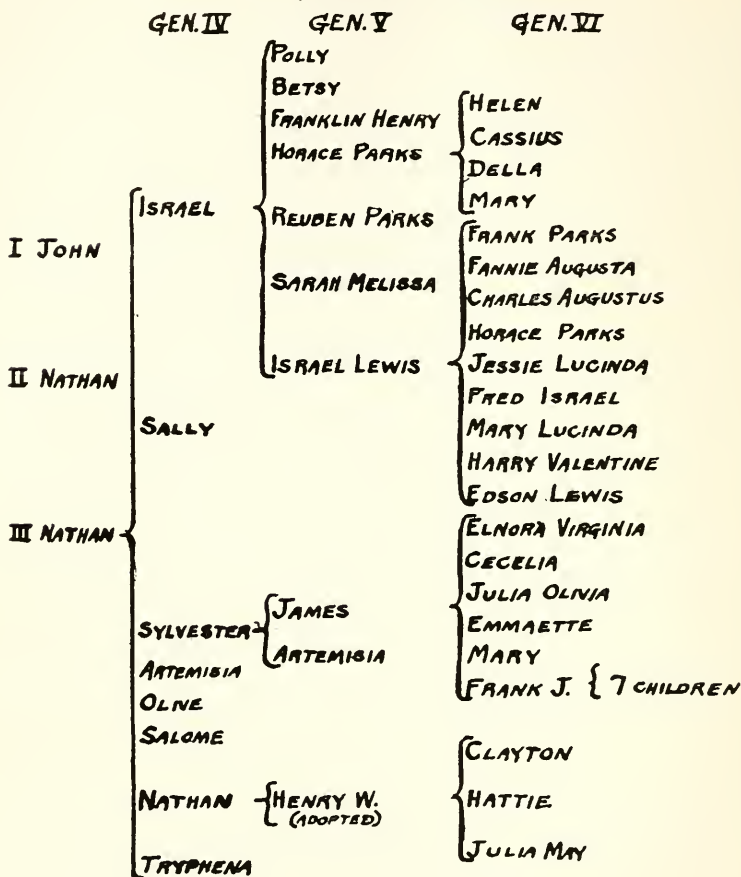 GEN. IV GEN. V GEN. VI
POLLY
BETSY
FRANKLIN HENRY
HORACE PARKS
HELEN
CASSIUS
DELLA
MARY
ISRAEL
REUBEN PARKS
I JOHN
SARAH MELISSA
FRANK PARKS
FANNIE AUGUSTA
CHARLES AUGUSTUS
HORACE PARKS
II NATHAN
ISRAEL LEWIS
JESSIE LUCINDA
FRED ISRAEL
SALLY
MARY LUCINDA
HARRY VALENTINE
EDSON LEWIS
III NATHAN
ELNORA VIRGINIA
CECELIA
JAMES
JULIA OLIVIA
SYLVESTER
EMMAETTE
ARTEMISIA
MARY
ARTEMISIA
FRANK J. { 7 CHILDREN
OLIVE
SALOME
CLAYTON
NATHAN
HENRY W.
(ADOPTED)
HATTIE
JULIA MAY
TRYPHENA